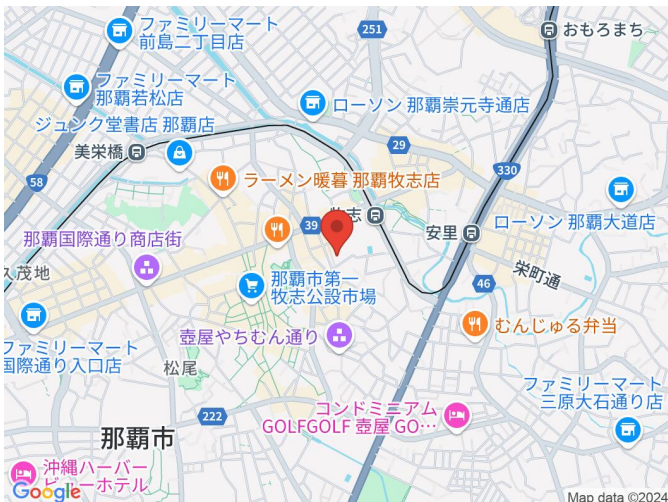 ファミリーマート
前島二丁目店
251
おもろまち
ファミリーマート
那覇若松店
ローソン 那覇崇元寺通店
ジュンク堂書店 那覇店
美栄橋
29
58
330
ラーメン暖暮 那覇牧志店
39
牧志
ローソン 那覇大道店
那覇国際通り商店街
安里
栄町通
久茂地
那覇市第一
牧志公設市場
46
むんじゅる弁当
壺屋やちむん通り
ファミリーマート
国際通り入口店
松尾
ファミリーマート
三原大石通り店
222
コンドミニアム
GOLFGOLF 壺屋 GO…
那覇市
沖縄ハーバー
ビューホテル
Google
Map data ©2024